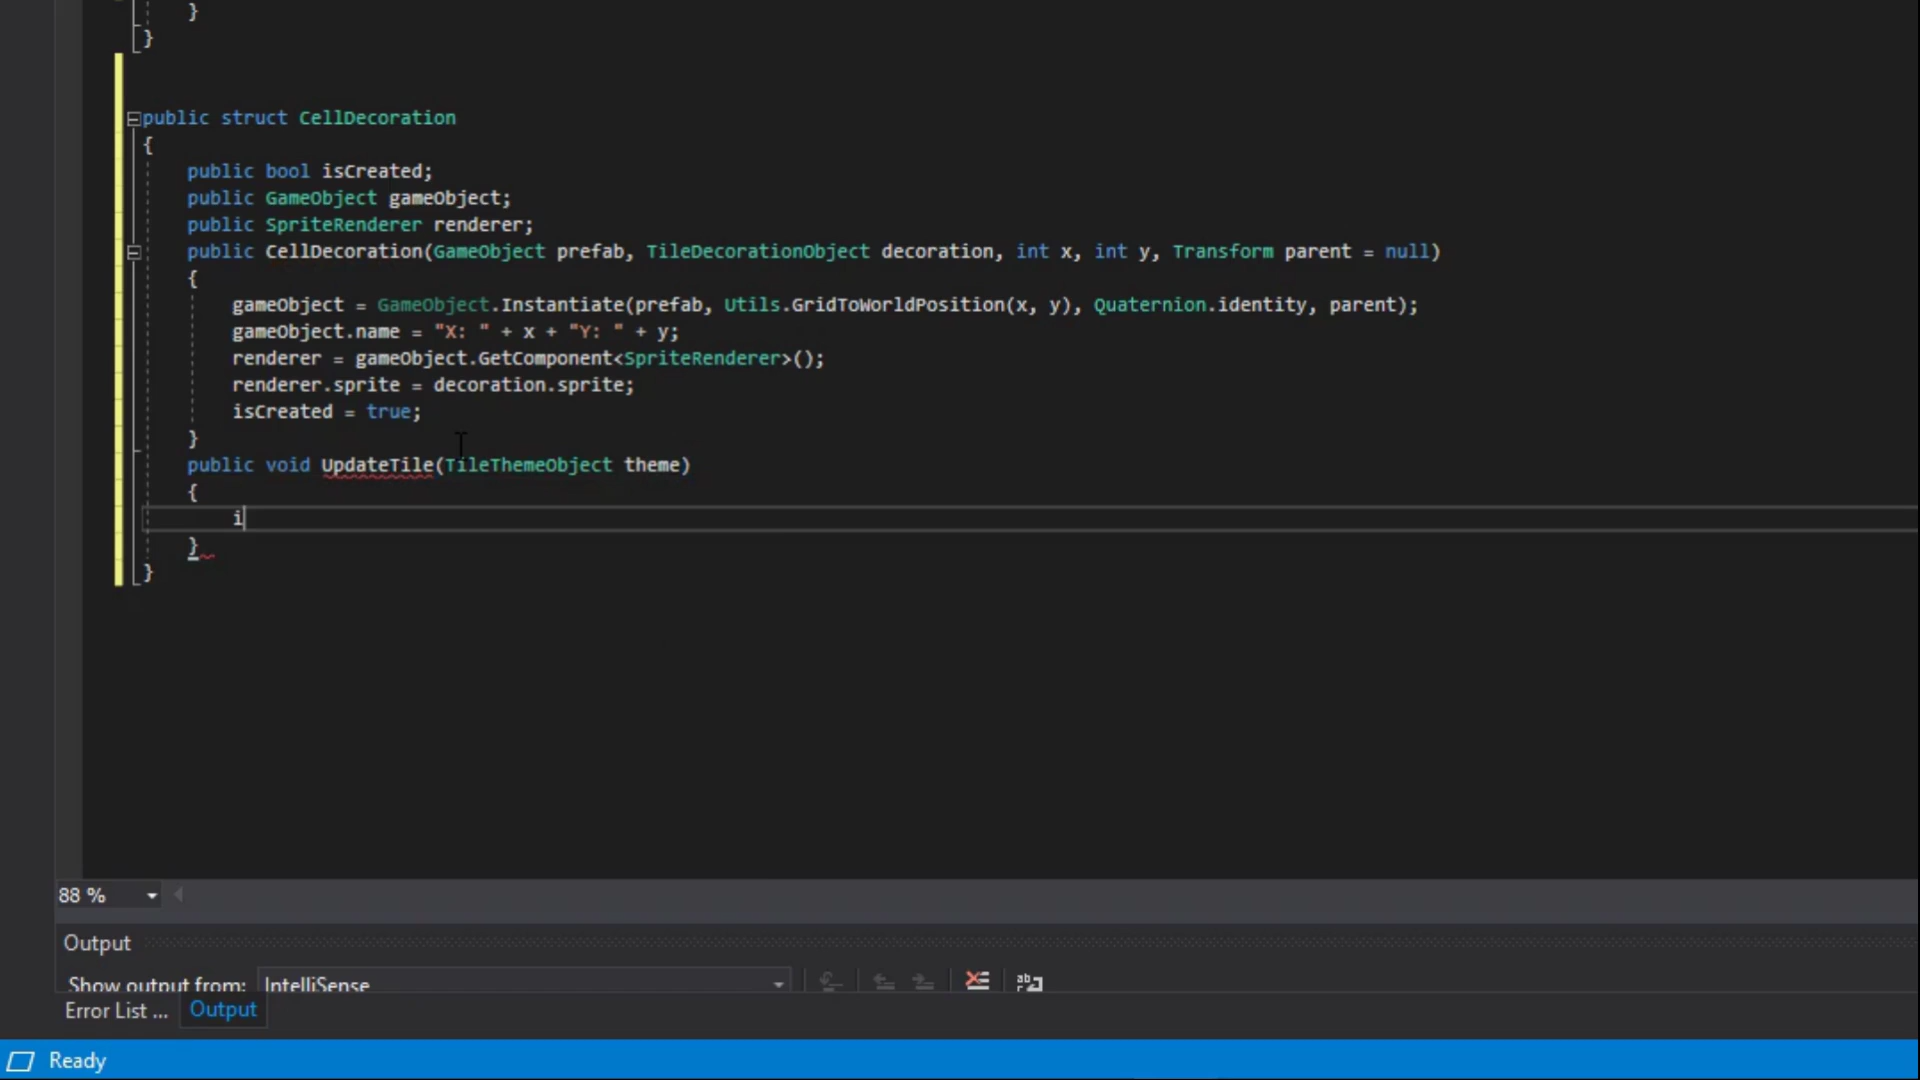 }
}
public struct CellDecoration
{
public bool isCreated;
public GameObject gameObject;
public SpriteRenderer renderer;
public CellDecoration(GameObject prefab, TileDecorationObject decoration, int x, int y, Transform parent = null)
{
gameObject = GameObject.Instantiate(prefab, Utils.GridToWorldPosition(x, y), Quaternion.identity, parent);
gameObject.name = "X: " + x + "Y: " + y;
renderer = gameObject.GetComponent<SpriteRenderer>();
renderer.sprite = decoration.sprite;
isCreated = true;
}
public void UpdateTile(TileThemeObject theme)
{
i
}
}
88 %
Output
Show output from: IntelliSense
Error List ... Output
Ready